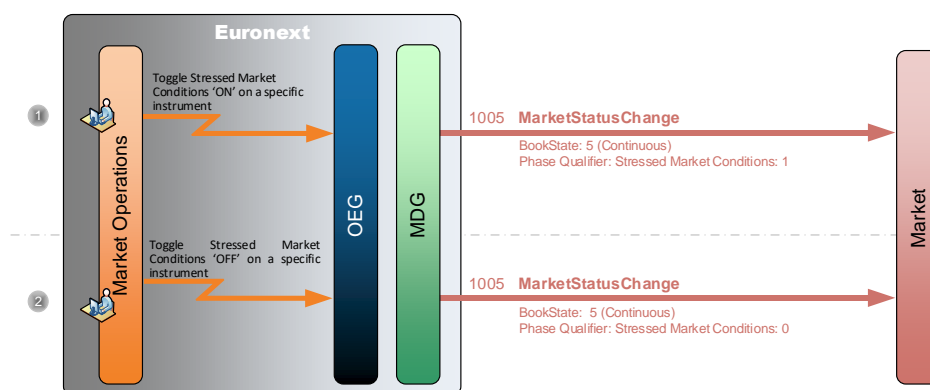 Euronext
Toggle Stressed Market
Conditions ‘ON’ on a specific
instrument
1
1005 MarketStatusChange
BookState: 5 (Continuous)
Phase Qualifier: Stressed Market Conditions: 1
Market Operations
OEG
MDG
Market
Toggle Stressed Market
Conditions ‘OFF’ on a specific
instrument
2
1005 MarketStatusChange
BookState: 5 (Continuous)
Phase Qualifier: Stressed Market Conditions: 0